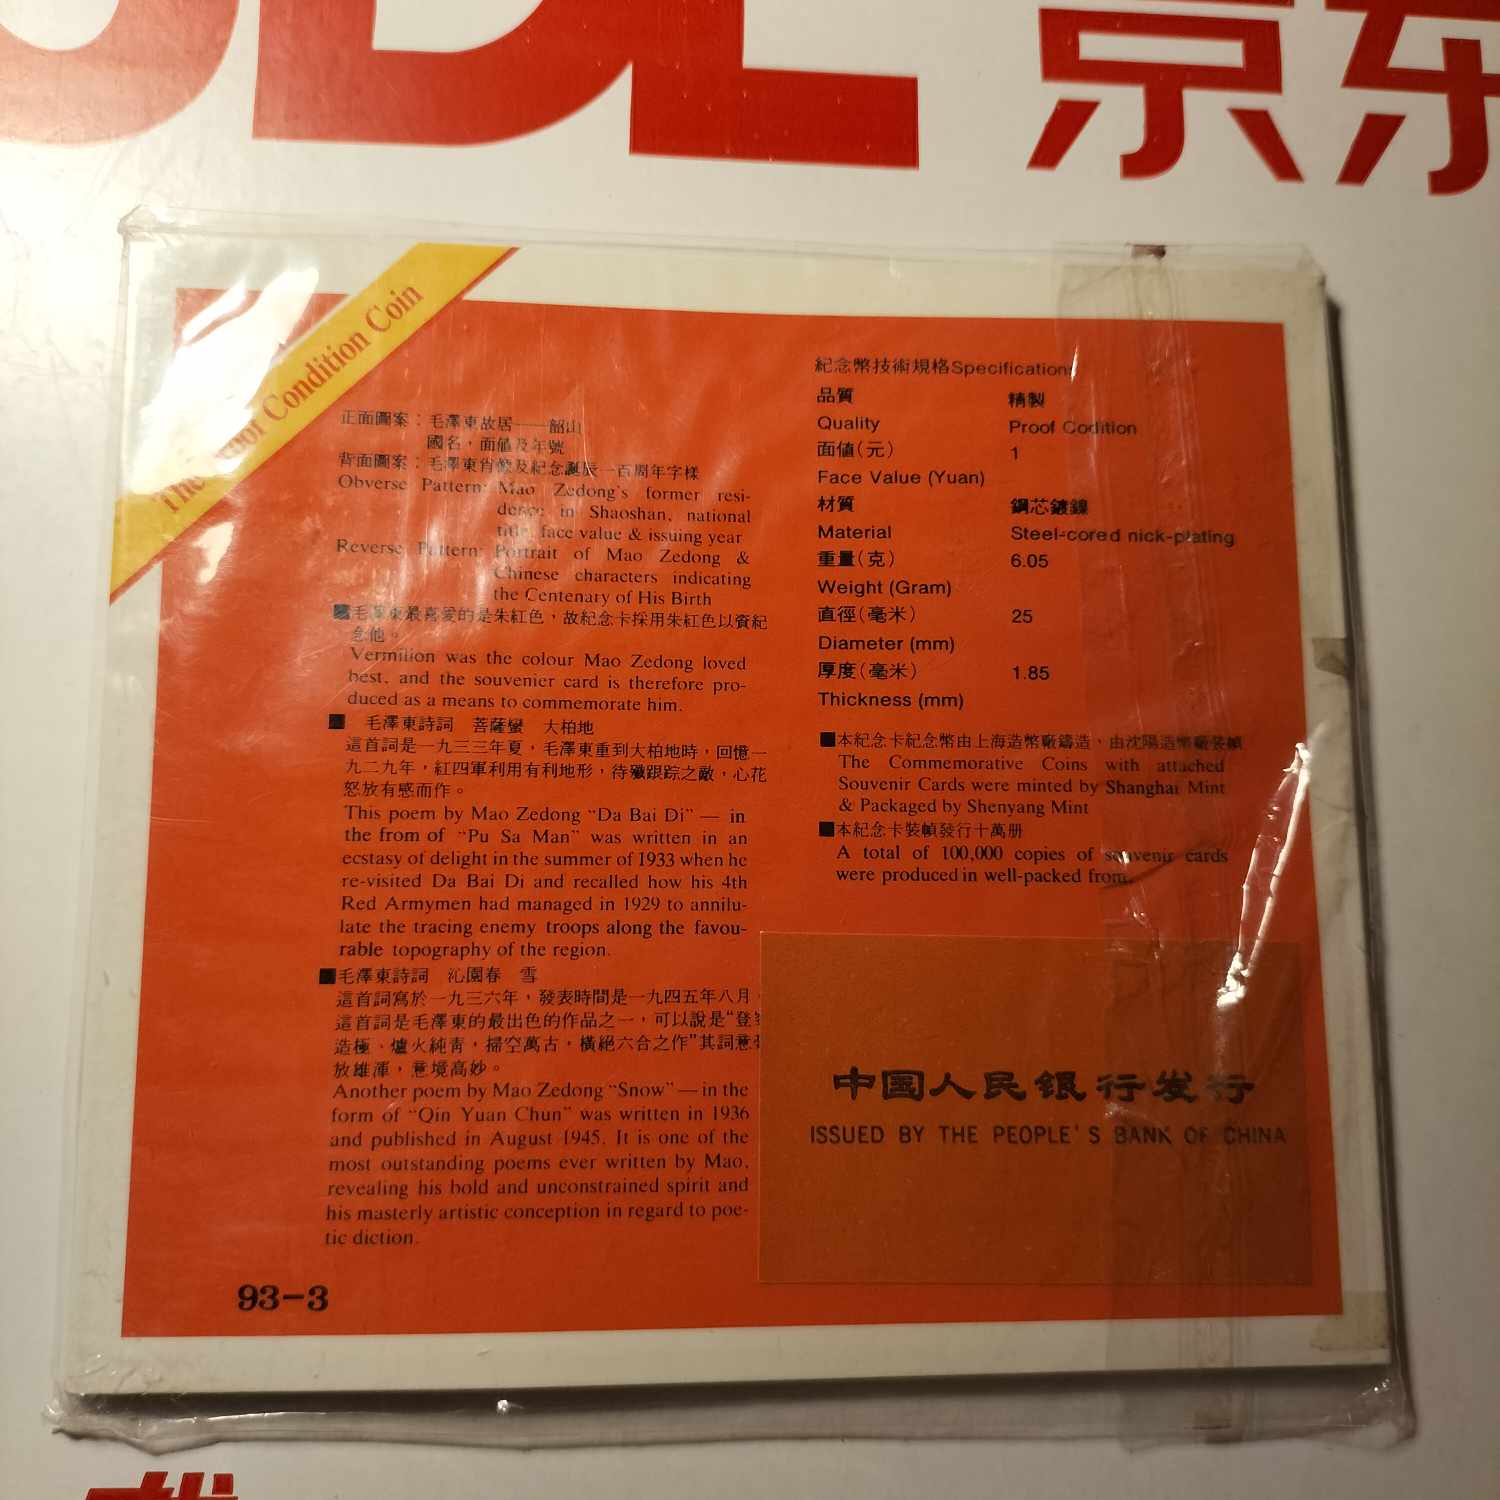 京东
The Proof Condition Coin
正面圖案：毛澤東故居——韶山
國名，面值及年號
背面圖案：毛澤東肖像及紀念誕辰一百周年字樣
Obverse Pattern: Mao Zedong's former resi-
dence in Shaoshan, national
title, face value & issuing year
Reverse Pattern: Portrait of Mao Zedong &
Chinese characters indicating
the Centenary of His Birth
■毛澤東最喜愛的是朱紅色，故紀念卡採用朱紅色以資紀
念他。
Vermilion was the colour Mao Zedong loved
best, and the souvenier card is therefore pro-
duced as a means to commemorate him.
■ 毛澤東詩詞 菩薩蠻 大柏地
這首詞是一九三三年夏，毛澤東重到大柏地時，回憶一
九二九年，紅四軍利用有利地形，待殲跟踪之敵，心花
怒放有感而作。
This poem by Mao Zedong “Da Bai Di” — in
the from of “Pu Sa Man” was written in an
ecstasy of delight in the summer of 1933 when he
re-visited Da Bai Di and recalled how his 4th
Red Armymen had managed in 1929 to annilu-
late the tracing enemy troops along the favou-
rable topography of the region.
■毛澤東詩詞 沁園春 雪
這首詞寫於一九三六年，發表時間是一九四五年八月，
這首詞是毛澤東的最出色的作品之一，可以說是“登
造極、爐火純青，掃空萬古，橫絕六合之作”其詞意
放雄渾，意境高妙。
Another poem by Mao Zedong “Snow” — in the
form of “Qin Yuan Chun” was written in 1936
and published in August 1945. It is one of the
most outstanding poems ever written by Mao,
revealing his bold and unconstrained spirit and
his masterly artistic conception in regard to poe-
tic diction.
93-3
紀念幣技術規格Specifications
品質 精製
Quality Proof Codition
面值（元） 1
Face Value (Yuan)
材質 鋼芯鍍鎳
Material Steel-cored nick-plating
重量（克） 6.05
Weight (Gram)
直徑（毫米） 25
Diameter (mm)
厚度（毫米） 1.85
Thickness (mm)
■本紀念卡紀念幣由上海造幣廠鑄造，由沈陽造幣廠裝幀
The Commemorative Coins with attached
Souvenir Cards were minted by Shanghai Mint
& Packaged by Shenyang Mint
■本紀念卡裝幀發行十萬册
A total of 100,000 copies of souvenir cards
were produced in well-packed from.
中国人民银行发行
ISSUED BY THE PEOPLE'S BANK OF CHINA